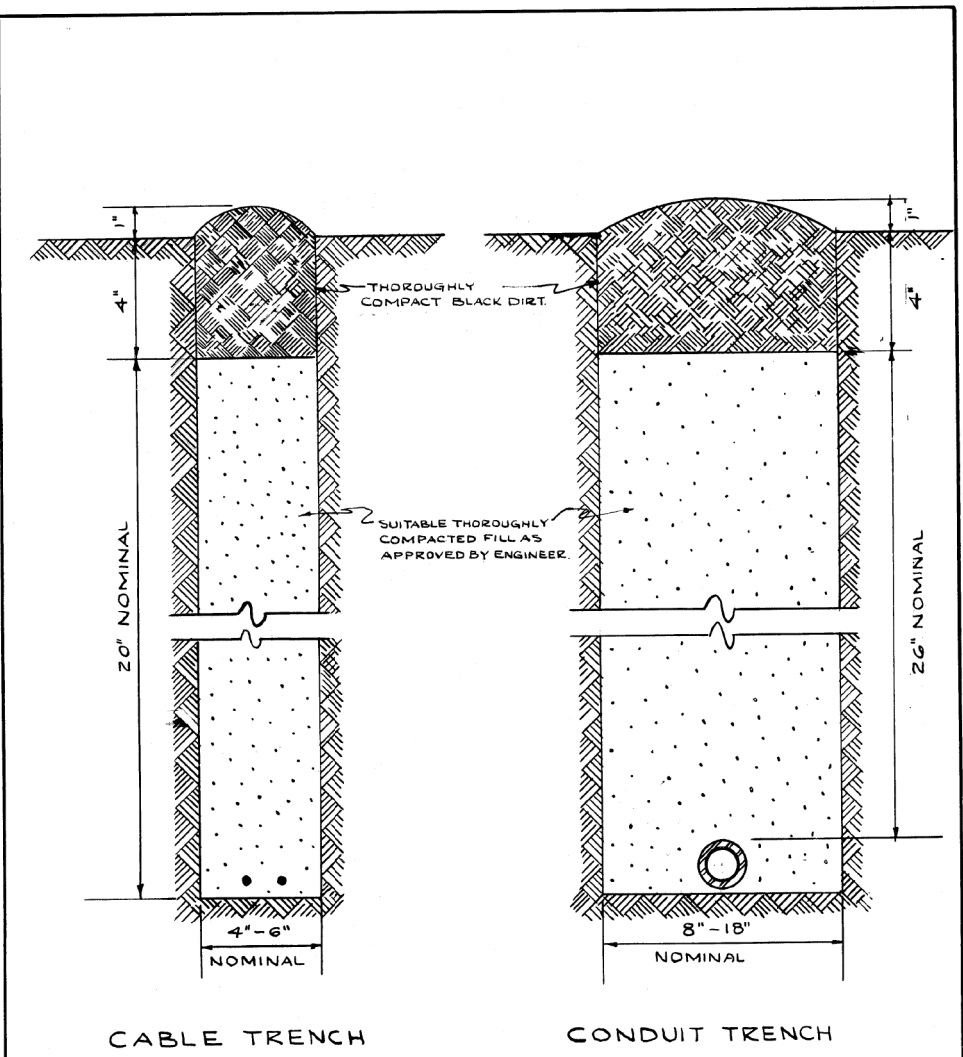 1"
1"
4"
4"
THOROUGHLY
COMPACT BLACK DIRT.
20" NOMINAL
SUITABLE THOROUGHLY
COMPACTED FILL AS
APPROVED BY ENGINEER.
26" NOMINAL
4"-6"
NOMINAL
8"-18"
NOMINAL
CABLE TRENCH
CONDUIT TRENCH